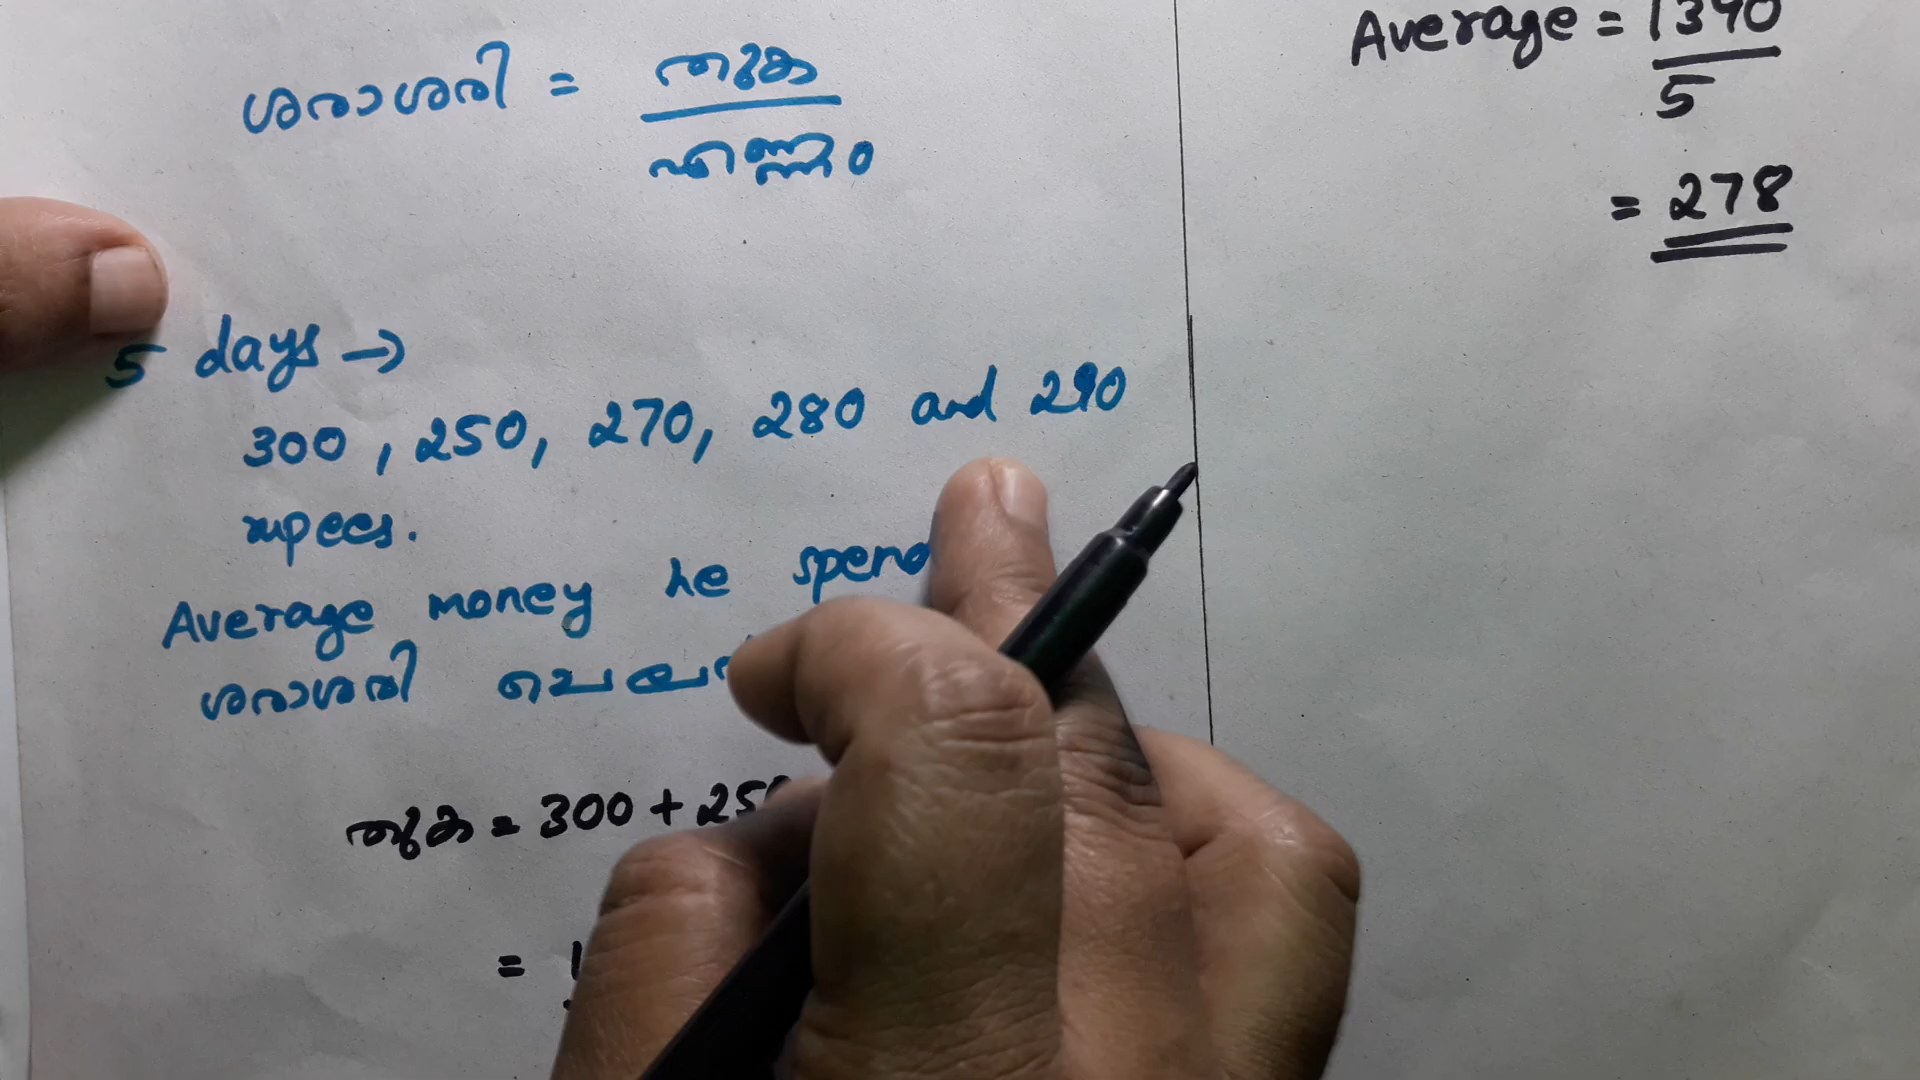 ശരാശരി = തുക
എണ്ണം
5 days →
300, 250, 270, 280 and 290
rupees.
Average money he spend
ശരാശരി
തുക = 300 + 250
=
Average = 1390
5
= 278